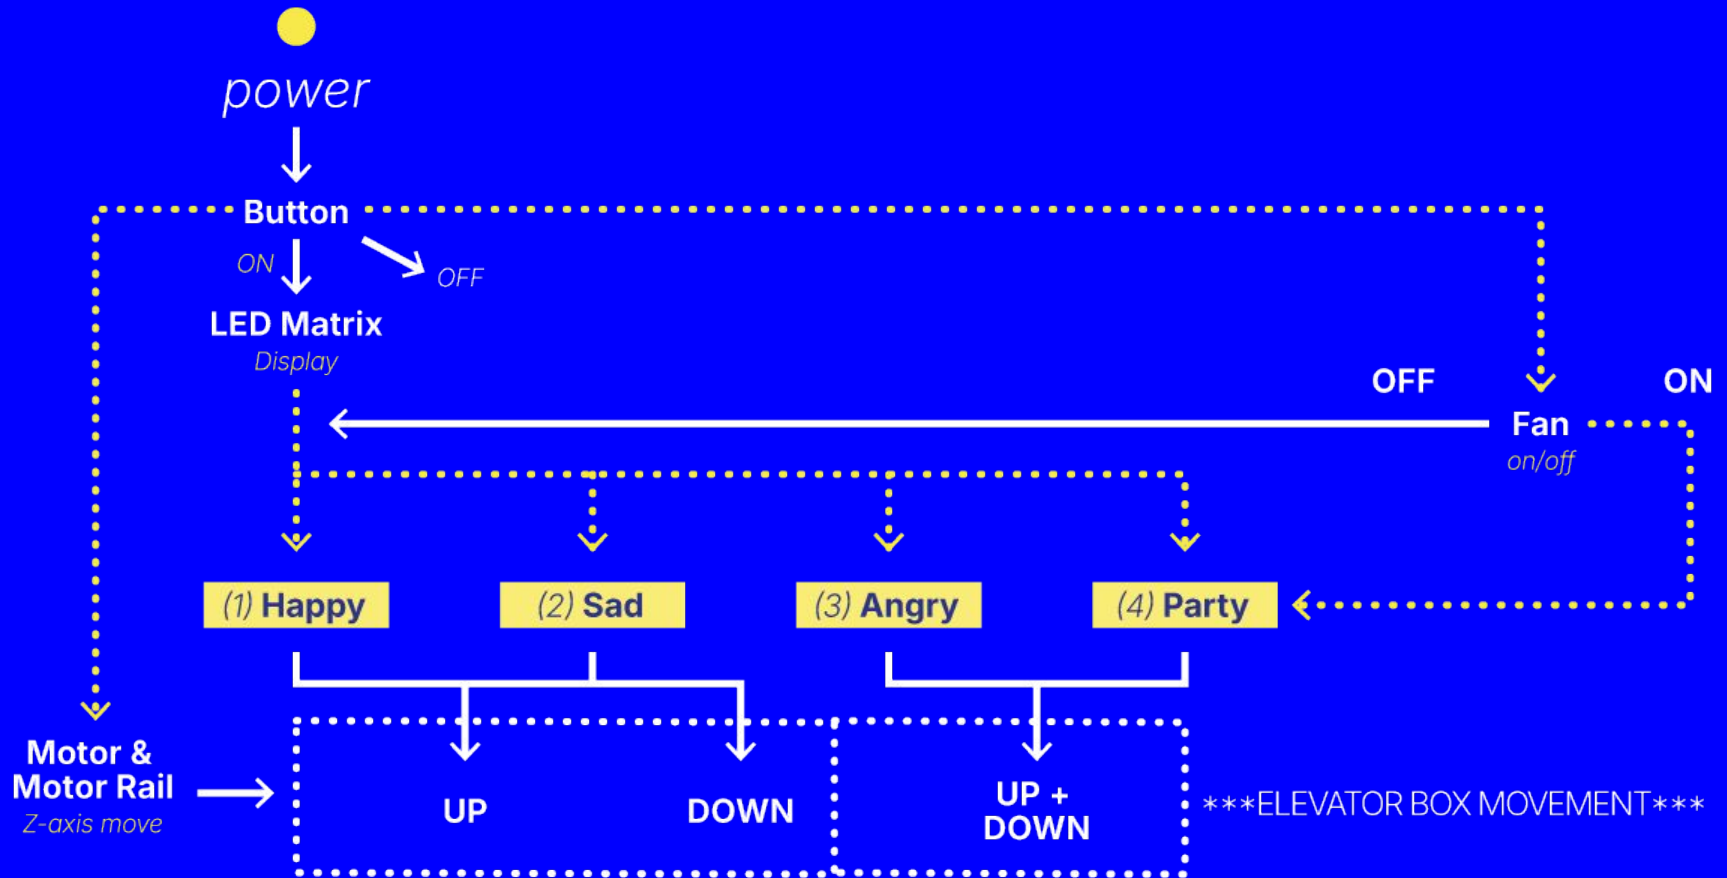 power
Button
ON
OFF
LED Matrix
Display
OFF
ON
Fan
on/off
(1) Happy
(2) Sad
(3) Angry
(4) Party
Motor &
Motor Rail
Z-axis move
UP
DOWN
UP +
DOWN
***ELEVATOR BOX MOVEMENT***